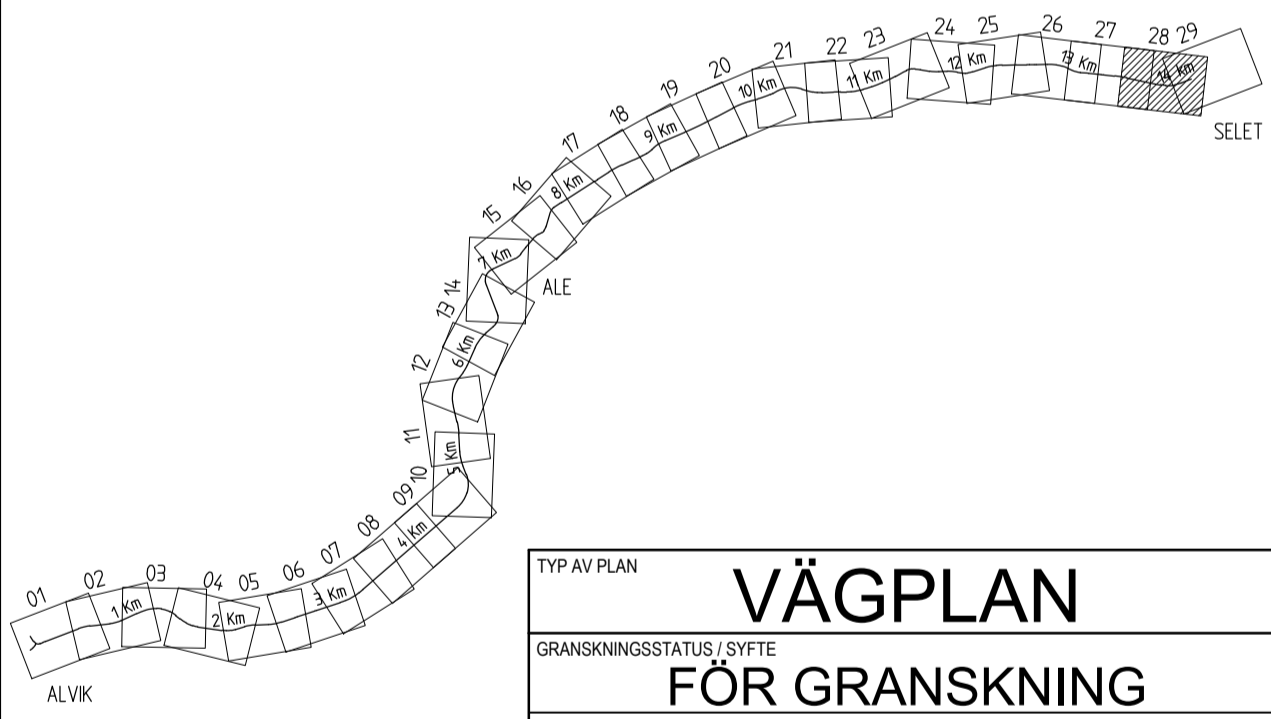 01
02
03
04
05
06
07
08
09
10
11
12
13
14
15
16
17
18
19
20
21
22
23
24
25
26
27
28
29
1 Km
2 Km
3 Km
4 Km
5 Km
6 Km
7 Km
8 Km
9 Km
10 Km
11 Km
12 Km
13 Km
14 Km
ALVIK
ALE
SELET
TYP AV PLAN
VÄGPLAN
GRANSKNINGSSTATUS / SYFTE
FÖR GRANSKNING